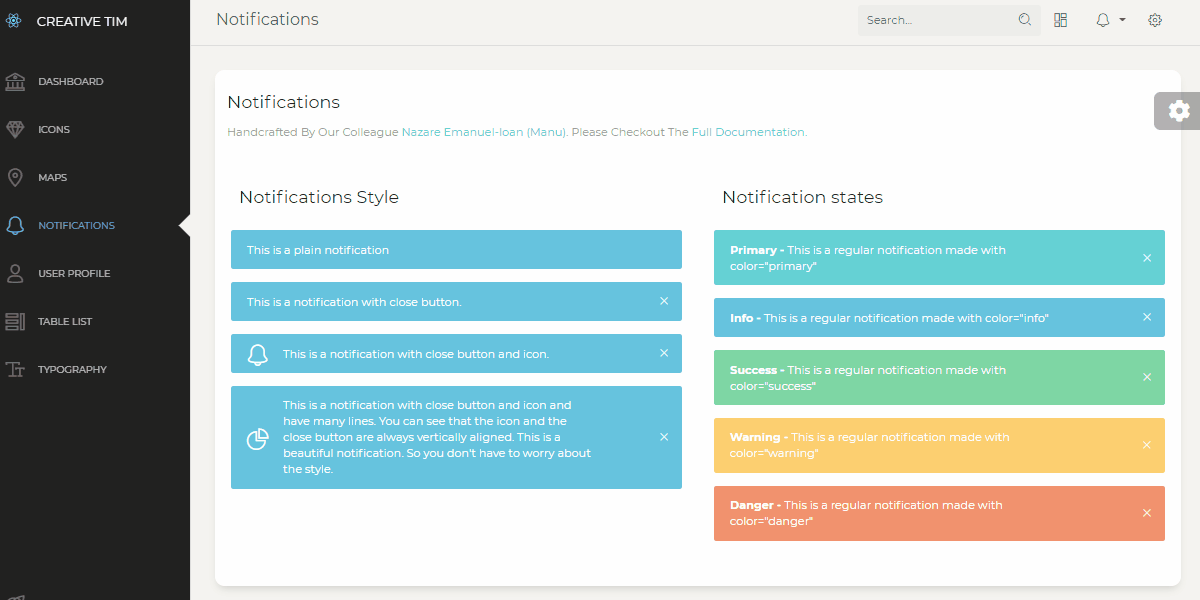 CREATIVE TIM
DASHBOARD
ICONS
MAPS
NOTIFICATIONS
USER PROFILE
TABLE LIST
TYPOGRAPHY
Notifications
Search...
Notifications
Handcrafted By Our Colleague Nazare Emanuel-Ioan (Manu). Please Checkout The Full Documentation.
Notifications Style
This is a plain notification
This is a notification with close button.
This is a notification with close button and icon.
This is a notification with close button and icon and
have many lines. You can see that the icon and the
close button are always vertically aligned. This is a
beautiful notification. So you don't have to worry about
the style.
Notification states
Primary - This is a regular notification made with
color="primary"
Info - This is a regular notification made with color="info"
Success - This is a regular notification made with
color="success"
Warning - This is a regular notification made with
color="warning"
Danger - This is a regular notification made with
color="danger"